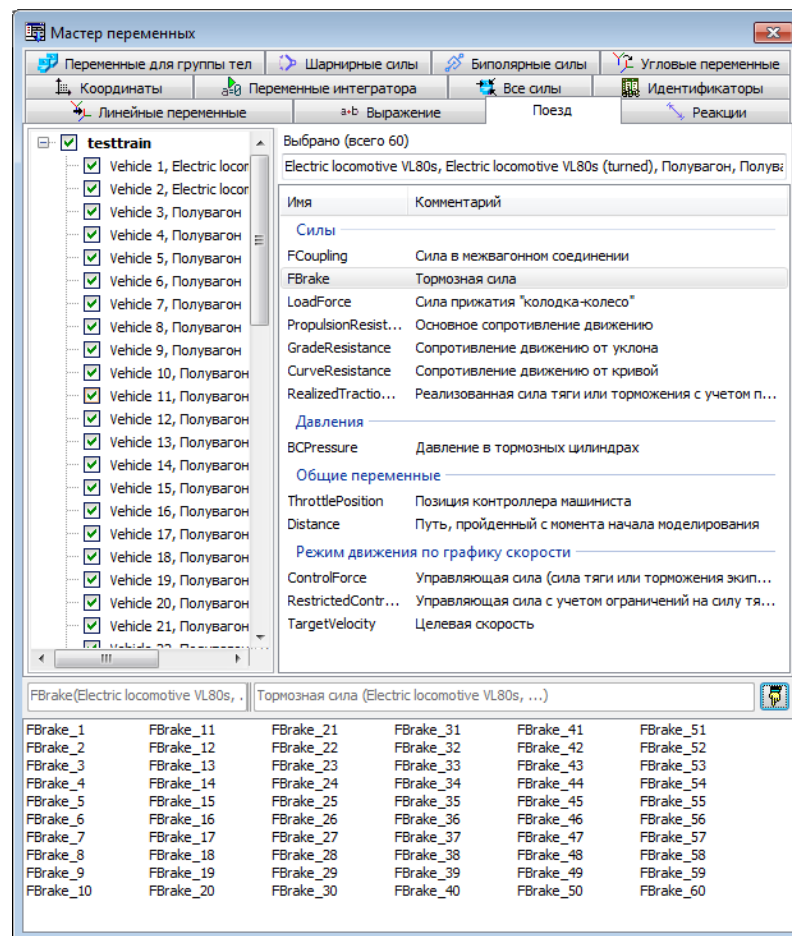 Мастер переменных
Переменные для группы тел Шарнирные силы Биполярные силы Угловые переменные
Координаты Переменные интегратора Все силы Идентификаторы
Линейные переменные a+b Выражение Поезд Реакции
testtrain
Vehicle 1, Electric locor
Vehicle 2, Electric locor
Vehicle 3, Полувагон
Vehicle 4, Полувагон
Vehicle 5, Полувагон
Vehicle 6, Полувагон
Vehicle 7, Полувагон
Vehicle 8, Полувагон
Vehicle 9, Полувагон
Vehicle 10, Полувагон
Vehicle 11, Полувагон
Vehicle 12, Полувагон
Vehicle 13, Полувагон
Vehicle 14, Полувагон
Vehicle 15, Полувагон
Vehicle 16, Полувагон
Vehicle 17, Полувагон
Vehicle 18, Полувагон
Vehicle 19, Полувагон
Vehicle 20, Полувагон
Vehicle 21, Полувагон
Выбрано (всего 60)
Electric locomotive VL80s, Electric locomotive VL80s (turned), Полувагон, Полува
Имя Комментарий
Силы
FCoupling Сила в межвагонном соединении
FBrake Тормозная сила
LoadForce Сила прижатия "колодка-колесо"
PropulsionResist... Основное сопротивление движению
GradeResistance Сопротивление движению от уклона
CurveResistance Сопротивление движению от кривой
RealizedTractio... Реализованная сила тяги или торможения с учетом п...
Давления
BCPressure Давление в тормозных цилиндрах
Общие переменные
ThrottlePosition Позиция контроллера машиниста
Distance Путь, пройденный с момента начала моделирования
Режим движения по графику скорости
ControlForce Управляющая сила (сила тяги или торможения экип...
RestrictedContr... Управляющая сила с учетом ограничений на силу тя...
TargetVelocity Целевая скорость
FBrake(Electric locomotive VL80s, . Тормозная сила (Electric locomotive VL80s, ...)
FBrake_1 FBrake_11 FBrake_21 FBrake_31 FBrake_41 FBrake_51
FBrake_2 FBrake_12 FBrake_22 FBrake_32 FBrake_42 FBrake_52
FBrake_3 FBrake_13 FBrake_23 FBrake_33 FBrake_43 FBrake_53
FBrake_4 FBrake_14 FBrake_24 FBrake_34 FBrake_44 FBrake_54
FBrake_5 FBrake_15 FBrake_25 FBrake_35 FBrake_45 FBrake_55
FBrake_6 FBrake_16 FBrake_26 FBrake_36 FBrake_46 FBrake_56
FBrake_7 FBrake_17 FBrake_27 FBrake_37 FBrake_47 FBrake_57
FBrake_8 FBrake_18 FBrake_28 FBrake_38 FBrake_48 FBrake_58
FBrake_9 FBrake_19 FBrake_29 FBrake_39 FBrake_49 FBrake_59
FBrake_10 FBrake_20 FBrake_30 FBrake_40 FBrake_50 FBrake_60